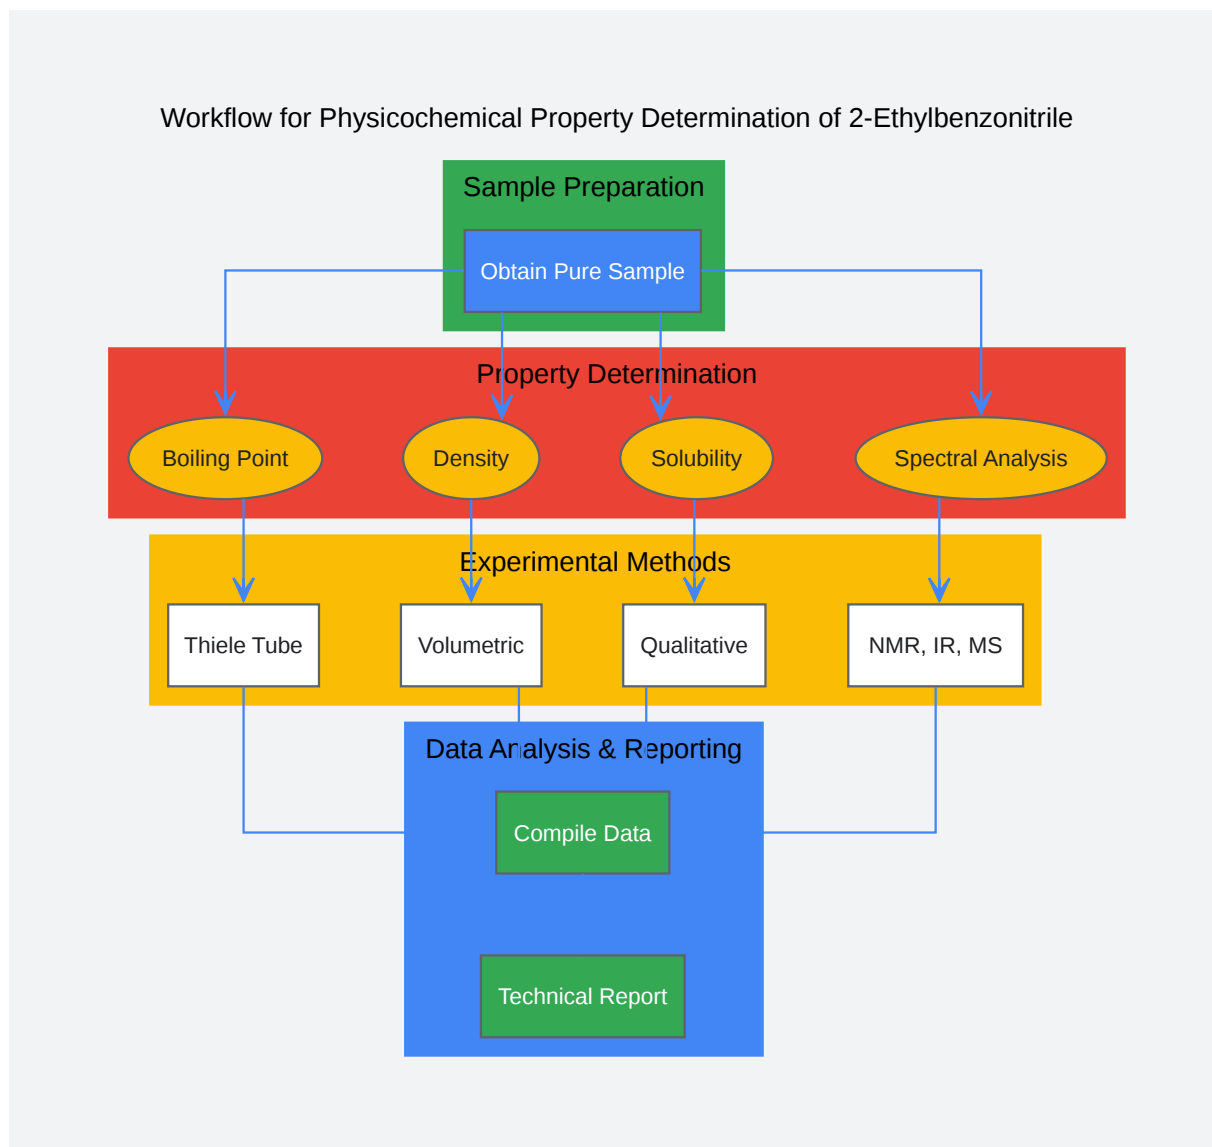 Workflow for Physicochemical Property Determination of 2-Ethylbenzonitrile
Sample Preparation
Obtain Pure Sample
Property Determination
Boiling Point
Density
Solubility
Spectral Analysis
Experimental Methods
Thiele Tube
Volumetric
Qualitative
NMR, IR, MS
Data Analysis & Reporting
Compile Data
Technical Report